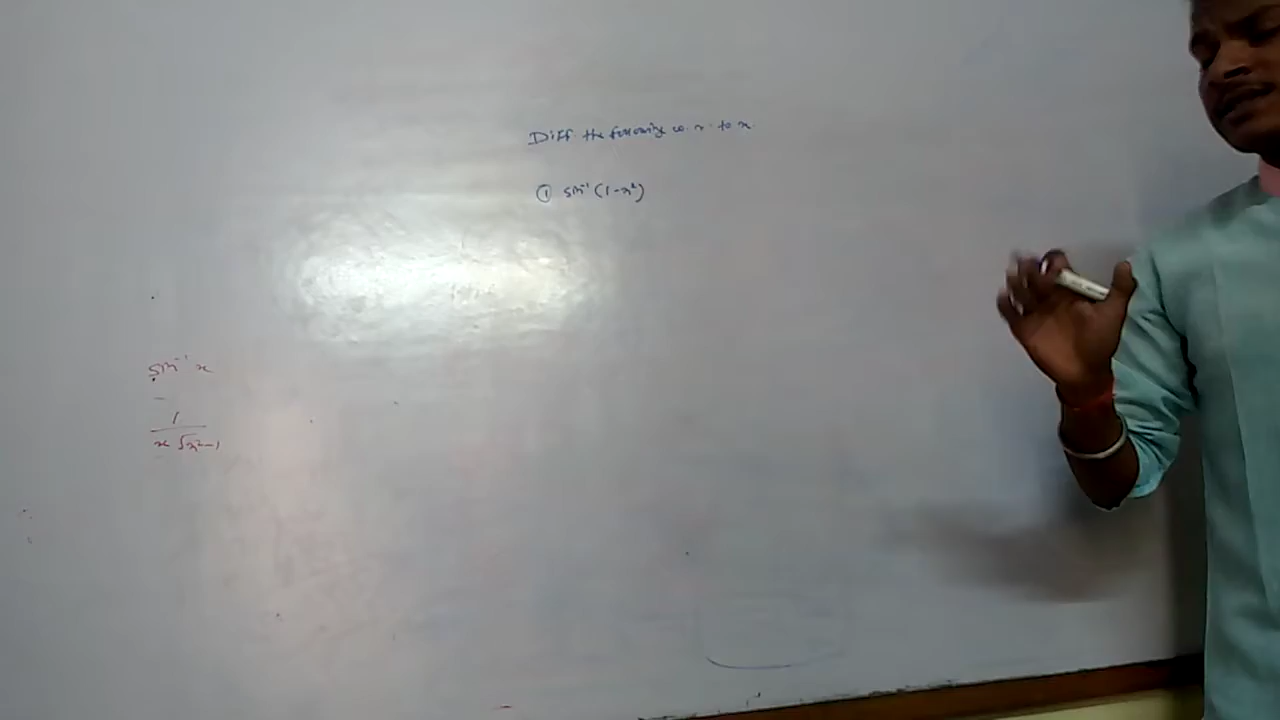 Diff. the following w. r. to x.
① sin⁻¹ (1-x²)
sin⁻¹ x
1
x √x²-1